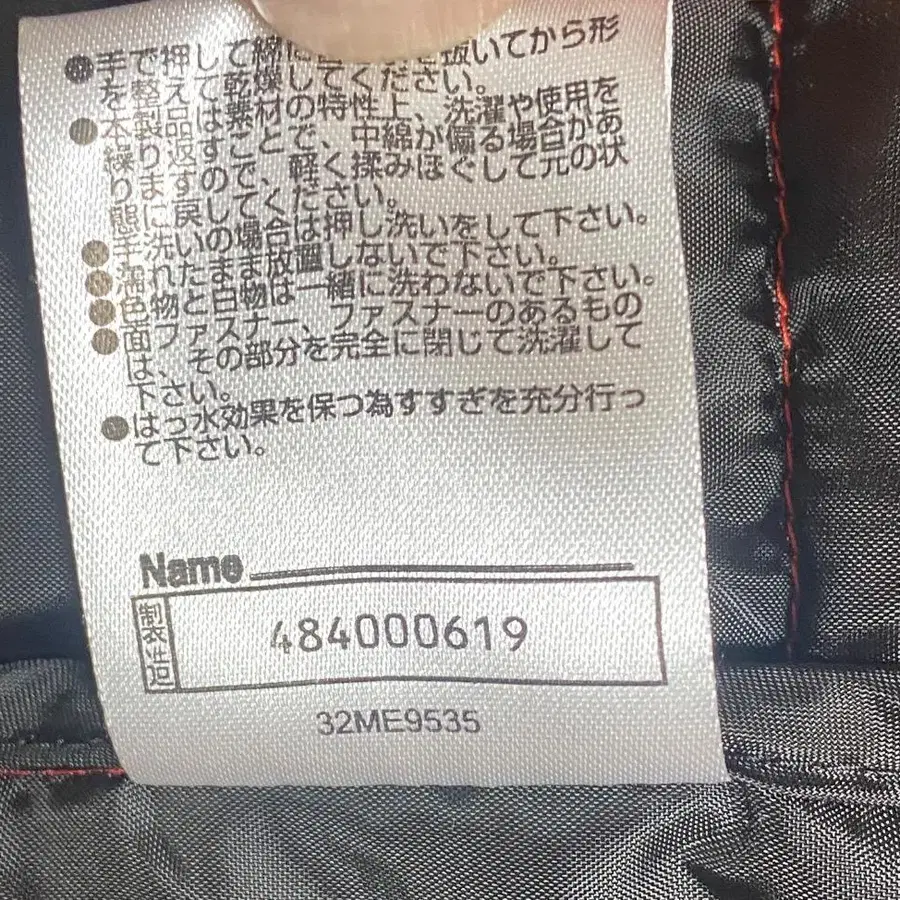 ●手で押して綿 抜いてから形
を整えて乾燥してください。
●本製品は素材の特性上、洗濯や使用を
繰り返すことで、中綿が偏る場合があ
りますので、軽く揉みほぐして元の状
態に戻してください。
●手洗いの場合は押し洗いをして下さい。
●濡れたまま放置しないで下さい。
●色物と白物は一緒に洗わないで下さい。
●面ファスナー、ファスナーのあるもの
は、その部分を完全に閉じて洗濯して
下さい。
●はっ水効果を保つ為すすぎを充分行っ
て下さい。
Name
製造 484000619
32ME9535